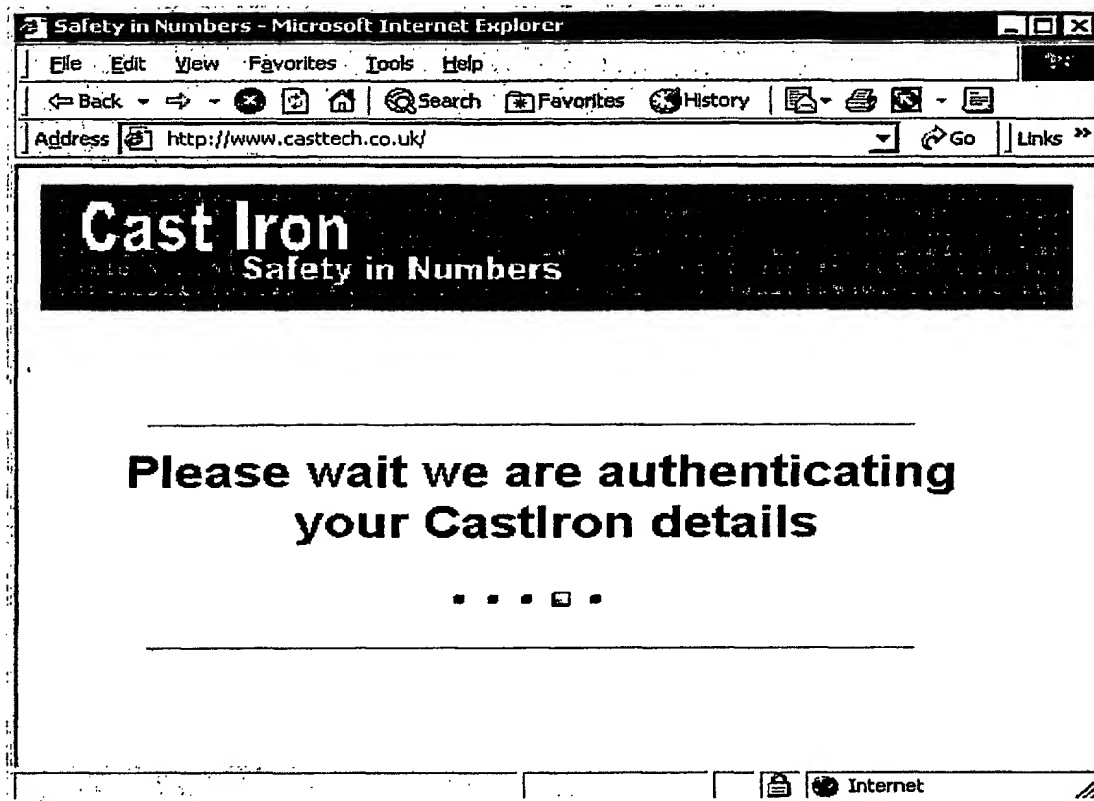 Safety in Numbers - Microsoft Internet Explorer
File Edit View Favorites Tools Help
Back Search Favorites History
Address http://www.casttech.co.uk/ Go Links »
Cast Iron
Safety in Numbers
Please wait we are authenticating
your CastIron details
Internet